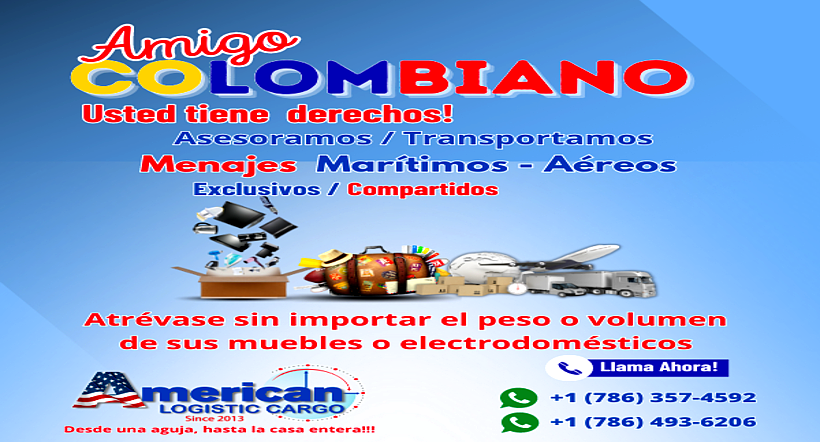 Amigo
COLOMBIANO
Usted tiene derechos!
Asesoramos / Transportamos
Menajes Marítimos - Aéreos
Exclusivos / Compartidos
Atrévase sin importar el peso o volumen
de sus muebles o electrodomésticos
Llama Ahora!
American
LOGISTIC CARGO
Since 2013
Desde una aguja, hasta la casa entera!!!
+1 (786) 357-4592
+1 (786) 493-6206